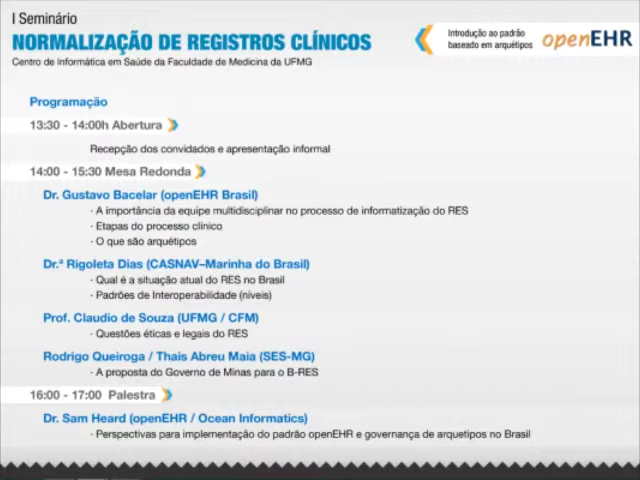 I Seminário
NORMALIZAÇÃO DE REGISTROS CLÍNICOS
Centro de Informática em Saúde da Faculdade de Medicina da UFMG
Introdução ao padrão
baseado em arquétipos
openEHR
Programação
13:30 - 14:00h Abertura
Recepção dos convidados e apresentação informal
14:00 - 15:30 Mesa Redonda
Dr. Gustavo Bacelar (openEHR Brasil)
· A importância da equipe multidisciplinar no processo de informatização do RES
· Etapas do processo clínico
· O que são arquétipos
Dr.ª Rigoleta Dias (CASNAV–Marinha do Brasil)
· Qual é a situação atual do RES no Brasil
· Padrões de Interoperabilidade (níveis)
Prof. Claudio de Souza (UFMG / CFM)
· Questões éticas e legais do RES
Rodrigo Queiroga / Thais Abreu Maia (SES-MG)
· A proposta do Governo de Minas para o B-RES
16:00 - 17:00 Palestra
Dr. Sam Heard (openEHR / Ocean Informatics)
· Perspectivas para implementação do padrão openEHR e governança de arquetipos no Brasil